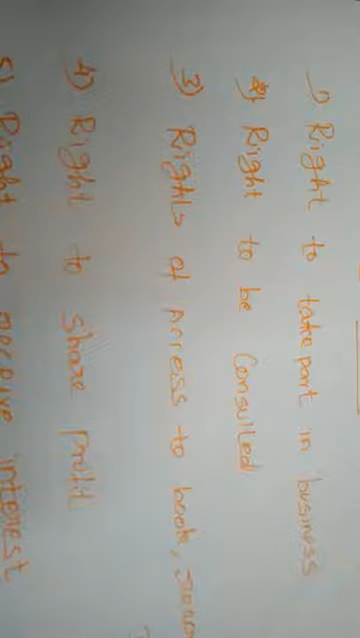 1) Right to take part in business
2) Right to be Consulted
3) Rights of Access to book,
4) Right to Share Profit
5) Right to receive interest